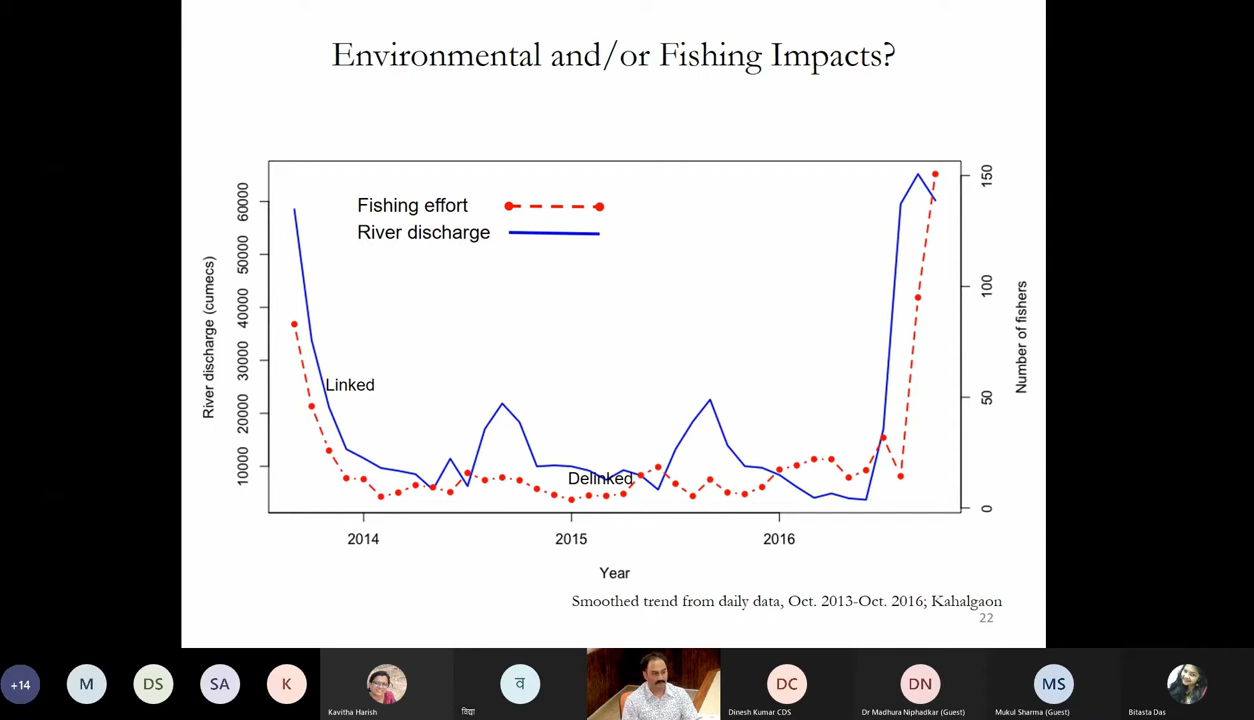 Environmental and/or Fishing Impacts?
Fishing effort
River discharge
60000
50000
40000
30000
20000
10000
River discharge (cumecs)
150
100
50
0
Number of fishers
Linked
Delinked
2014 2015 2016
Year
Smoothed trend from daily data, Oct. 2013-Oct. 2016; Kahalgaon
22
+14 M DS SA K व DC DN MS
Kavitha Harish विद्या Dinesh Kumar CDS Dr Madhura Niphadkar (Guest) Mukul Sharma (Guest) Bitasta Das